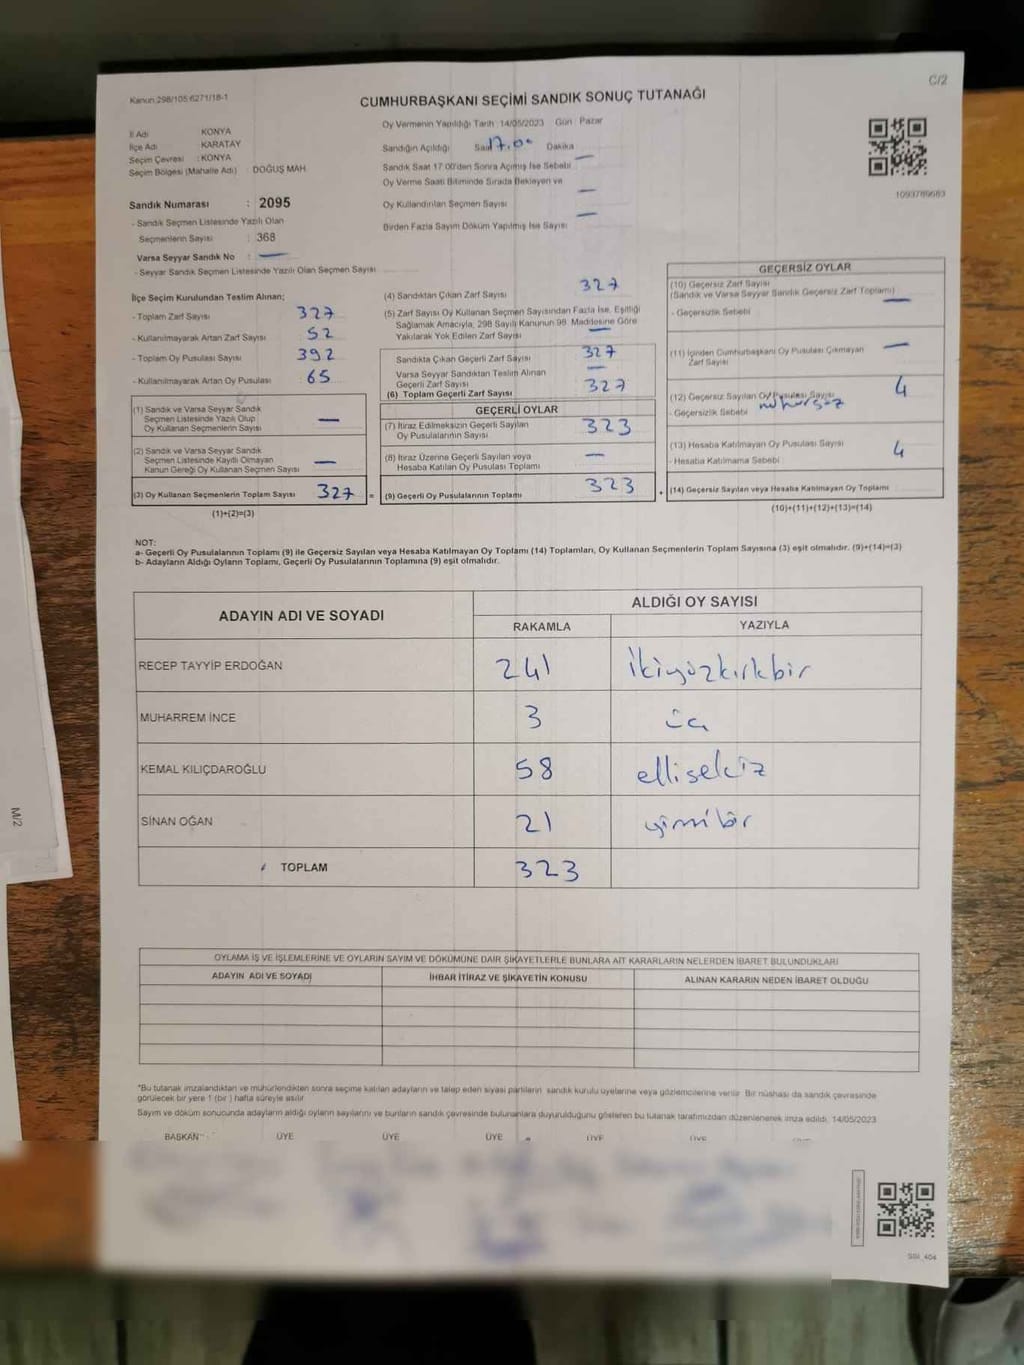 C/2
Kanun:298/105 6271/18-1
CUMHURBAŞKANI SEÇİMİ SANDIK SONUÇ TUTANAĞI
İl Adı : KONYA
İlçe Adı : KARATAY
Seçim Çevresi : KONYA
Seçim Bölgesi (Mahalle Adı) : DOĞUŞ MAH.
Sandık Numarası : 2095
- Sandık Seçmen Listesinde Yazılı Olan
Seçmenlerin Sayısı : 368
Varsa Seyyar Sandık No : —
- Seyyar Sandık Seçmen Listesinde Yazılı Olan Seçmen Sayısı
Oy Vermenin Yapıldığı Tarih : 14/05/2023 Gün : Pazar
Sandığın Açıldığı Saat 17.00 Dakika
Sandık Saat 17:00'den Sonra Açımış İse Sebebi —
Oy Verme Saati Bitiminde Sırada Bekleyen ve
Oy Kullandırılan Seçmen Sayısı —
Birden Fazla Sayım Döküm Yapılmış İse Sayısı —
1093789683
İlçe Seçim Kurulundan Teslim Alınan;
- Toplam Zarf Sayısı : 327
- Kullanılmayarak Artan Zarf Sayısı : 52
- Toplam Oy Pusulası Sayısı : 392
- Kullanılmayarak Artan Oy Pusulası : 65
(1) Sandık ve Varsa Seyyar Sandık
Seçmen Listesinde Yazılı Olup
Oy Kullanan Seçmenlerin Sayısı —
(2) Sandık ve Varsa Seyyar Sandık
Seçmen Listesinde Kayıtlı Olmayan
Kanun Gereği Oy Kullanan Seçmen Sayısı —
(3) Oy Kullanan Seçmenlerin Toplam Sayısı 327 =
(1)+(2)=(3)
(4) Sandıktan Çıkan Zarf Sayısı 327
(5) Zarf Sayısı Oy Kullanan Seçmen Sayısından Fazla İse, Eşitliği
Sağlamak Amacıyla, 298 Sayılı Kanunun 98. Maddesine Göre
Yakılarak Yok Edilen Zarf Sayısı —
Sandıkta Çıkan Geçerli Zarf Sayısı 327
Varsa Seyyar Sandıktan Teslim Alınan
Geçerli Zarf Sayısı —
(6) Toplam Geçerli Zarf Sayısı 327
GEÇERLİ OYLAR
(7) İtiraz Edilmeksizin Geçerli Sayılan
Oy Pusulalarının Sayısı 323
(8) İtiraz Üzerine Geçerli Sayılan veya
Hesaba Katılan Oy Pusulası Toplamı —
(9) Geçerli Oy Pusulalarının Toplamı 323 +
GEÇERSİZ OYLAR
(10) Geçersiz Zarf Sayısı
(Sandık ve Varsa Seyyar Sandık Geçersiz Zarf Toplamı) —
- Geçersizlik Sebebi
(11) İçinden Cumhurbaşkanı Oy Pusulası Çıkmayan
Zarf Sayısı —
(12) Geçersiz Sayılan Oy Pusulası Sayısı 4
- Geçersizlik Sebebi mühürsüz
(13) Hesaba Katılmayan Oy Pusulası Sayısı 4
- Hesaba Katılmama Sebebi
(14) Geçersiz Sayılan veya Hesaba Katılmayan Oy Toplamı
(10)+(11)+(12)+(13)=(14)
NOT:
a- Geçerli Oy Pusulalarının Toplamı (9) ile Geçersiz Sayılan veya Hesaba Katılmayan Oy Toplamı (14) Toplamları, Oy Kullanan Seçmenlerin Toplam Sayısına (3) eşit olmalıdır. (9)+(14)=(3)
b- Adayların Aldığı Oyların Toplamı, Geçerli Oy Pusulalarının Toplamına (9) eşit olmalıdır.
ADAYIN ADI VE SOYADI ALDIĞI OY SAYISI
RAKAMLA YAZIYLA
RECEP TAYYİP ERDOĞAN 241 İkiyüzkırkbir
MUHARREM İNCE 3 üç
KEMAL KILIÇDAROĞLU 58 ellisekiz
SİNAN OĞAN 21 yirmibir
TOPLAM 323
OYLAMA İŞ VE İŞLEMLERİNE VE OYLARIN SAYIM VE DÖKÜMÜNE DAİR ŞİKAYETLERLE BUNLARA AİT KARARLARIN NELERDEN İBARET BULUNDUKLARI
ADAYIN ADI VE SOYADI İHBAR İTİRAZ VE ŞİKAYETİN KONUSU ALINAN KARARIN NEDEN İBARET OLDUĞU
*Bu tutanak imzalandıktan ve mühürlendikten sonra seçime katılan adayların ve talep eden siyasi partilerin sandık kurulu üyelerine veya gözlemcilerine verilir. Bir nüshası da sandık çevresinde
görülecek bir yere 1 (bir ) hafta süreyle asılır.
Sayım ve döküm sonucunda adayların aldığı oyların sayılarını ve bunların sandık çevresinde bulunanlara duyurulduğunu gösteren bu tutanak tarafımızdan düzenlenerek imza edildi. 14/05/2023
BAŞKAN ÜYE ÜYE ÜYE ÜYE ÜYE
M/2